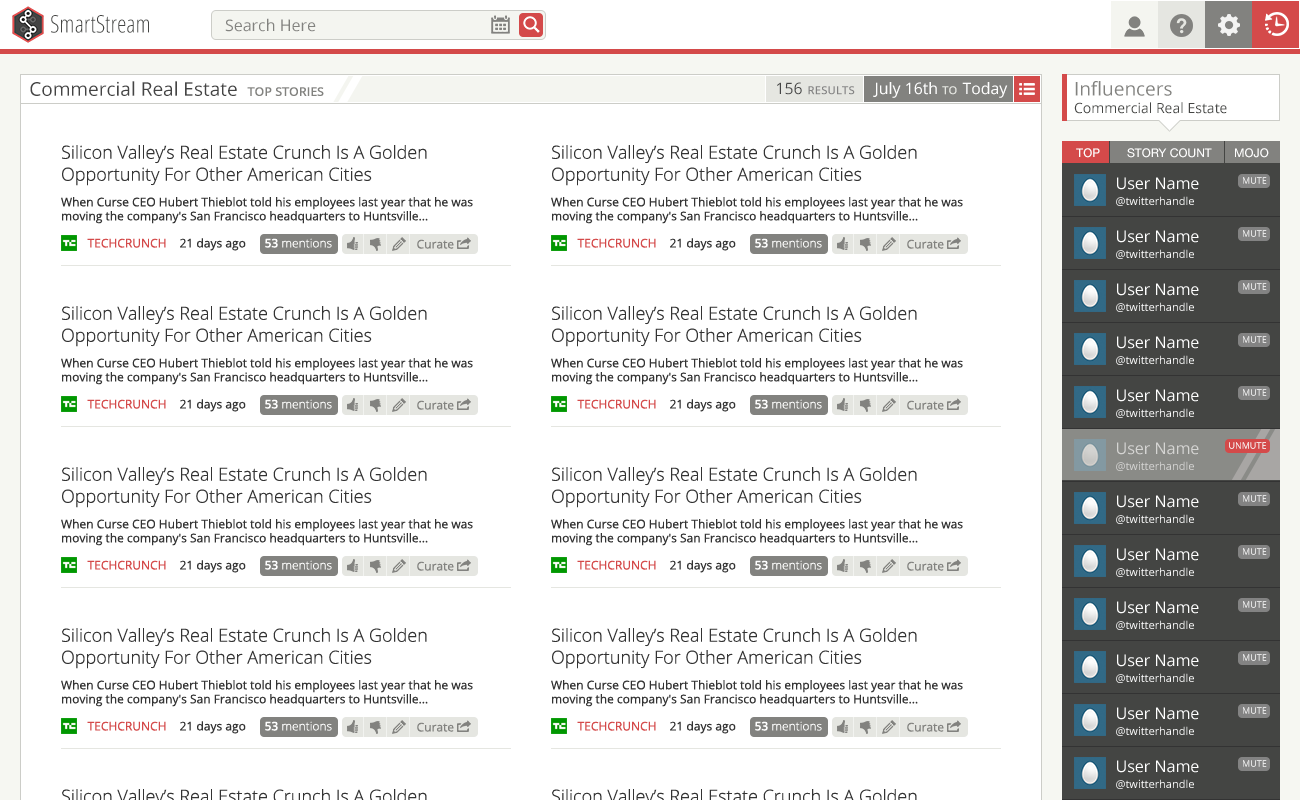 SmartStream
Search Here
?
Commercial Real Estate TOP STORIES
156 RESULTS
July 16th TO Today
Silicon Valley’s Real Estate Crunch Is A Golden
Opportunity For Other American Cities
When Curse CEO Hubert Thieblot told his employees last year that he was
moving the company's San Francisco headquarters to Huntsville...
TC TECHCRUNCH 21 days ago 53 mentions Curate
Silicon Valley’s Real Estate Crunch Is A Golden
Opportunity For Other American Cities
When Curse CEO Hubert Thieblot told his employees last year that he was
moving the company's San Francisco headquarters to Huntsville...
TC TECHCRUNCH 21 days ago 53 mentions Curate
Silicon Valley’s Real Estate Crunch Is A Golden
Opportunity For Other American Cities
When Curse CEO Hubert Thieblot told his employees last year that he was
moving the company's San Francisco headquarters to Huntsville...
TC TECHCRUNCH 21 days ago 53 mentions Curate
Silicon Valley’s Real Estate Crunch Is A Golden
Opportunity For Other American Cities
When Curse CEO Hubert Thieblot told his employees last year that he was
moving the company's San Francisco headquarters to Huntsville...
TC TECHCRUNCH 21 days ago 53 mentions Curate
Silicon Valley’s Real Estate Crunch Is A Golden
Opportunity For Other American Cities
When Curse CEO Hubert Thieblot told his employees last year that he was
moving the company's San Francisco headquarters to Huntsville...
TC TECHCRUNCH 21 days ago 53 mentions Curate
Silicon Valley’s Real Estate Crunch Is A Golden
Opportunity For Other American Cities
When Curse CEO Hubert Thieblot told his employees last year that he was
moving the company's San Francisco headquarters to Huntsville...
TC TECHCRUNCH 21 days ago 53 mentions Curate
Silicon Valley’s Real Estate Crunch Is A Golden
Opportunity For Other American Cities
When Curse CEO Hubert Thieblot told his employees last year that he was
moving the company's San Francisco headquarters to Huntsville...
TC TECHCRUNCH 21 days ago 53 mentions Curate
Silicon Valley’s Real Estate Crunch Is A Golden
Opportunity For Other American Cities
When Curse CEO Hubert Thieblot told his employees last year that he was
moving the company's San Francisco headquarters to Huntsville...
TC TECHCRUNCH 21 days ago 53 mentions Curate
Silicon Valley’s Real Estate Crunch Is A Golden
Silicon Valley’s Real Estate Crunch Is A Golden
Influencers
Commercial Real Estate
TOP STORY COUNT MOJO
User Name MUTE
@twitterhandle
User Name MUTE
@twitterhandle
User Name MUTE
@twitterhandle
User Name MUTE
@twitterhandle
User Name MUTE
@twitterhandle
User Name UNMUTE
@twitterhandle
User Name MUTE
@twitterhandle
User Name MUTE
@twitterhandle
User Name MUTE
@twitterhandle
User Name MUTE
@twitterhandle
User Name MUTE
@twitterhandle
User Name MUTE
@twitterhandle